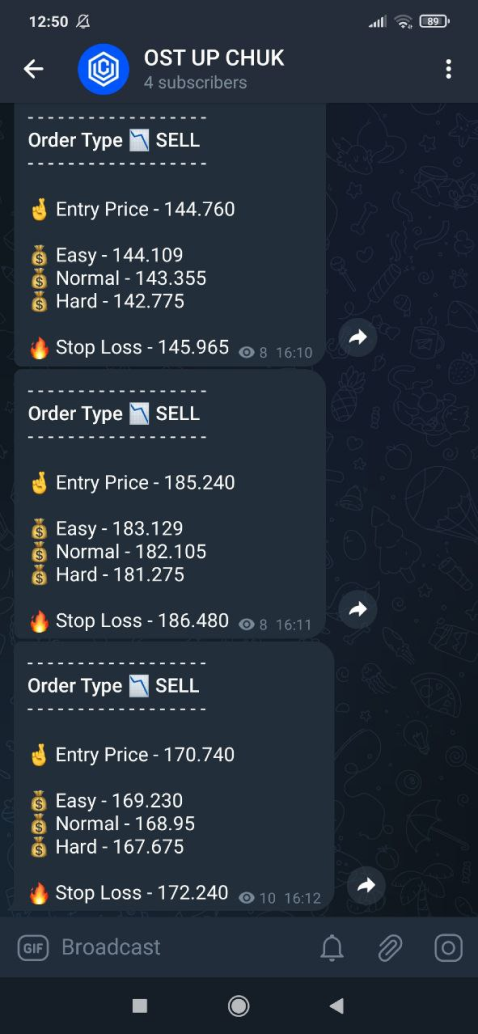 12:50
89
OST UP CHUK
4 subscribers
- - - - - - - - - - - - - - - - - -
Order Type 📉 SELL
- - - - - - - - - - - - - - - - - -
🤞 Entry Price - 144.760
💰 Easy - 144.109
💰 Normal - 143.355
💰 Hard - 142.775
🔥 Stop Loss - 145.965 8 16:10
- - - - - - - - - - - - - - - - - -
Order Type 📉 SELL
- - - - - - - - - - - - - - - - - -
🤞 Entry Price - 185.240
💰 Easy - 183.129
💰 Normal - 182.105
💰 Hard - 181.275
🔥 Stop Loss - 186.480 8 16:11
- - - - - - - - - - - - - - - - - -
Order Type 📉 SELL
- - - - - - - - - - - - - - - - - -
🤞 Entry Price - 170.740
💰 Easy - 169.230
💰 Normal - 168.95
💰 Hard - 167.675
🔥 Stop Loss - 172.240 10 16:12
GIF Broadcast